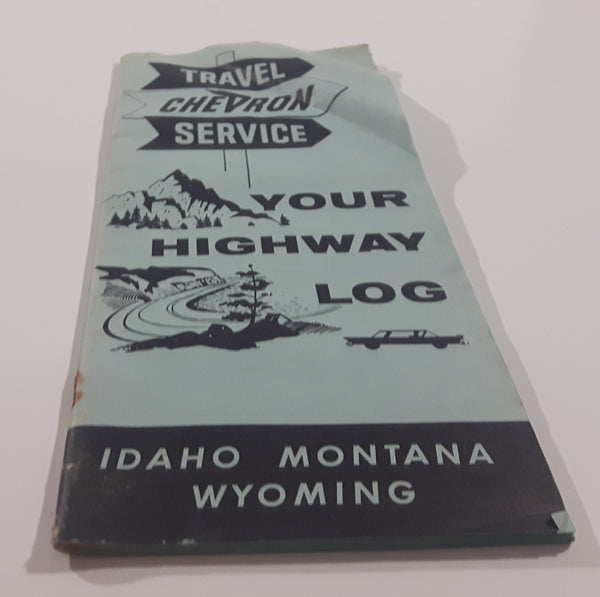 TRAVEL
CHEVRON
SERVICE
YOUR
HIGHWAY
LOG
IDAHO MONTANA
WYOMING